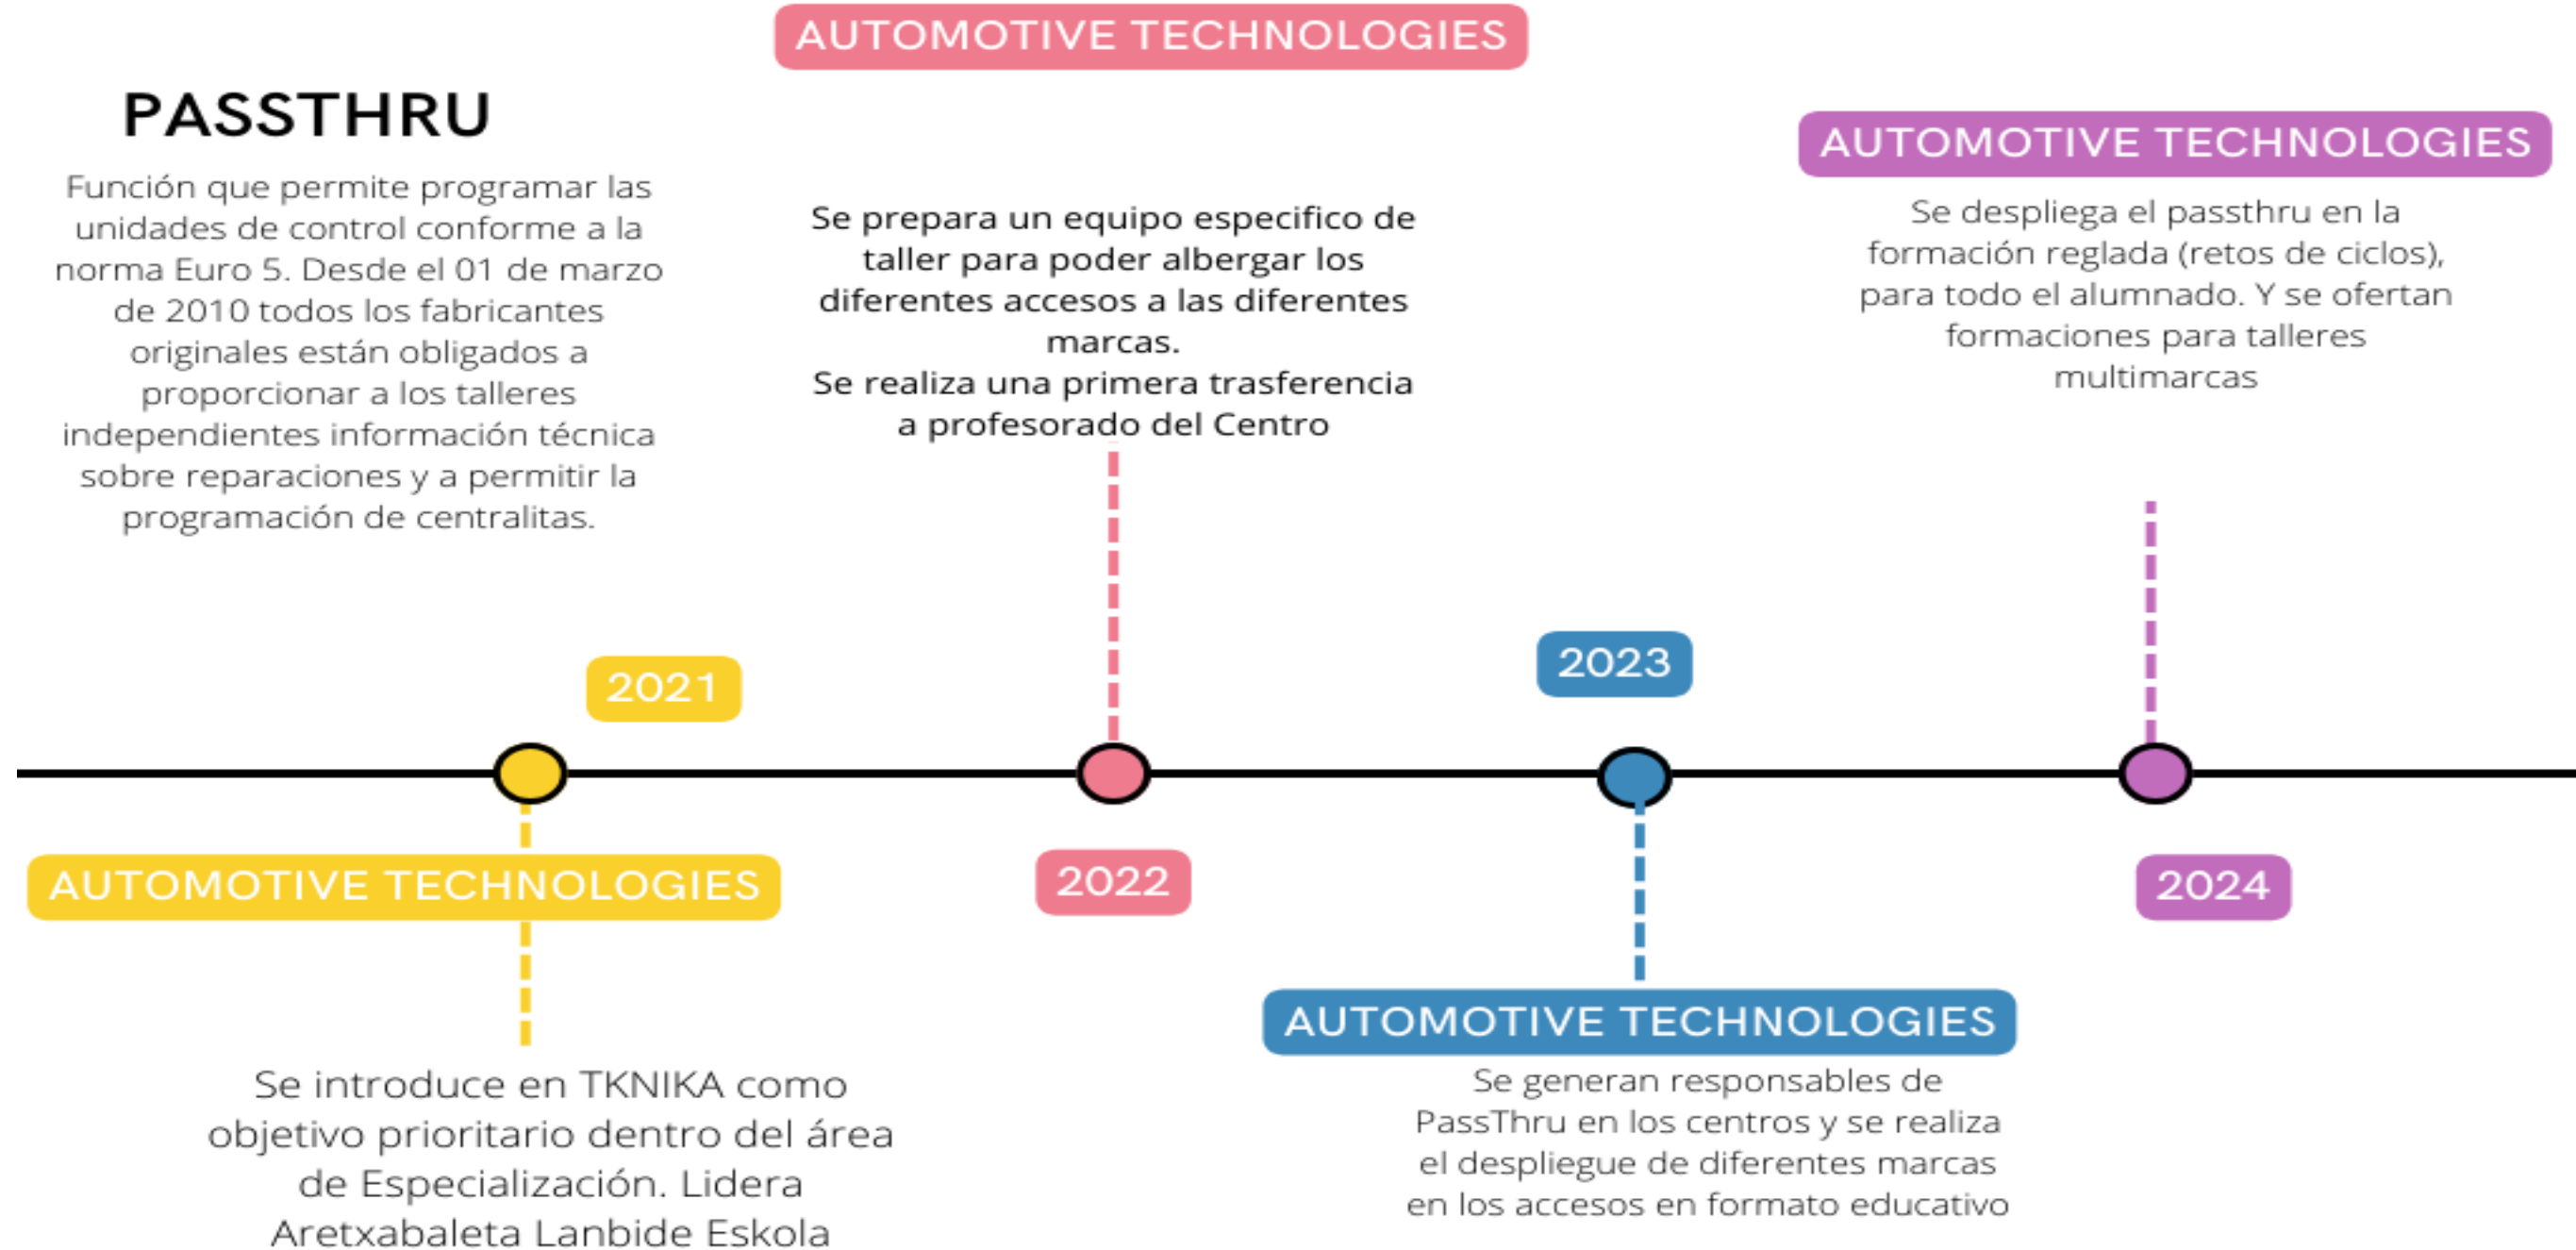 PASSTHRU
Función que permite programar las
unidades de control conforme a la
norma Euro 5. Desde el 01 de marzo
de 2010 todos los fabricantes
originales están obligados a
proporcionar a los talleres
independientes información técnica
sobre reparaciones y a permitir la
programación de centralitas.
2021
AUTOMOTIVE TECHNOLOGIES
Se introduce en TKNIKA como
objetivo prioritario dentro del área
de Especialización. Lidera
Aretxabaleta Lanbide Eskola
AUTOMOTIVE TECHNOLOGIES
Se prepara un equipo especifico de
taller para poder albergar los
diferentes accesos a las diferentes
marcas.
Se realiza una primera trasferencia
a profesorado del Centro
2022
2023
AUTOMOTIVE TECHNOLOGIES
Se generan responsables de
PassThru en los centros y se realiza
el despliegue de diferentes marcas
en los accesos en formato educativo
AUTOMOTIVE TECHNOLOGIES
Se despliega el passthru en la
formación reglada (retos de ciclos),
para todo el alumnado. Y se ofertan
formaciones para talleres
multimarcas
2024